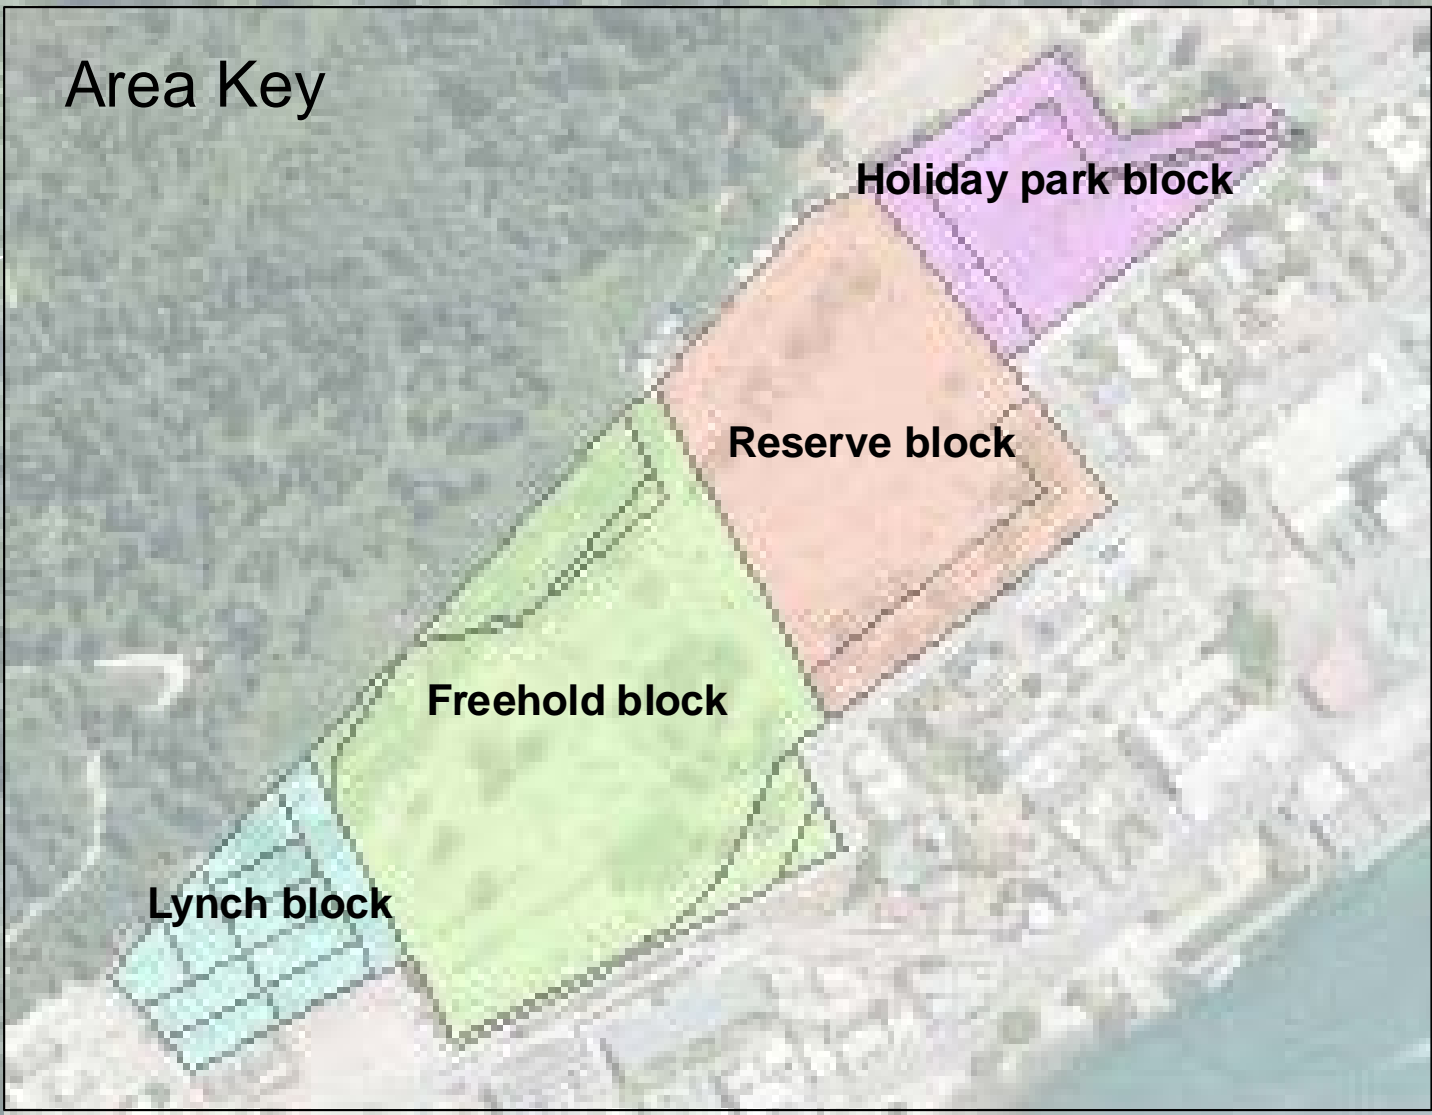 Area Key
Holiday park block
Reserve block
Freehold block
Lynch block